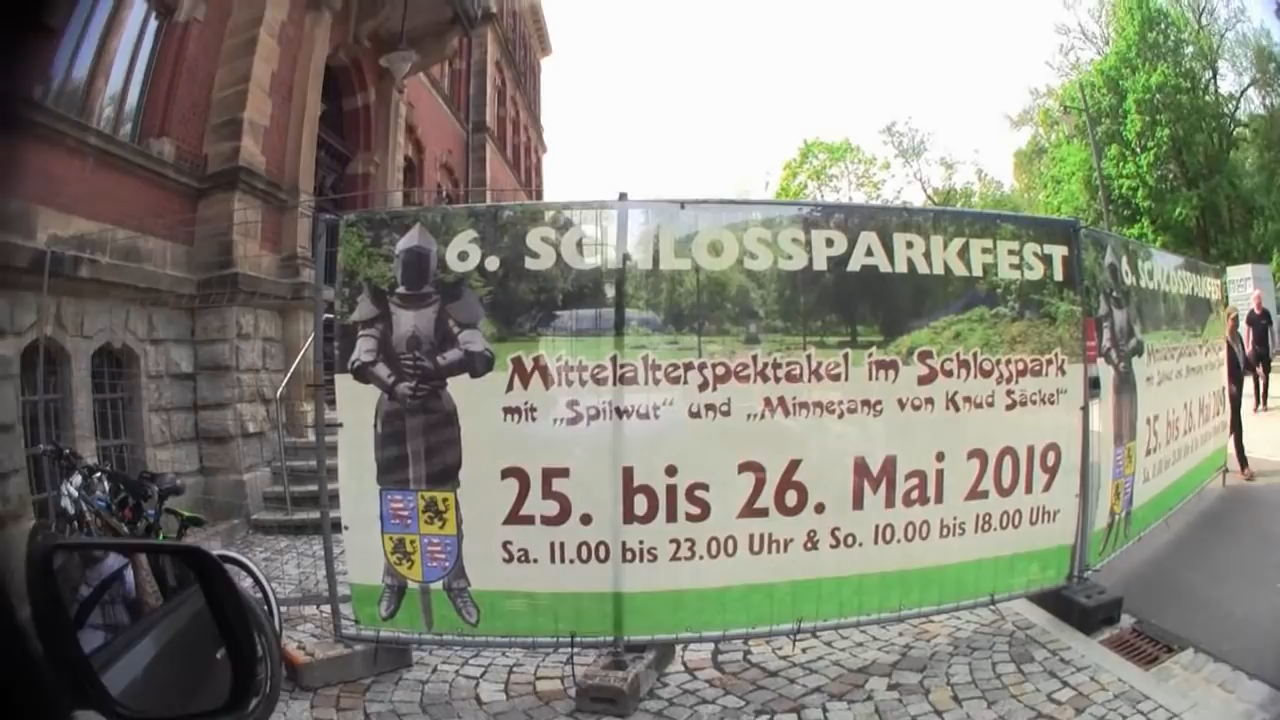 6. SCHLOSSPARKFEST
Mittelalterspektakel im Schlosspark
mit „Spilwut“ und „Minnesang von Knud Säckel“
25. bis 26. Mai 2019
Sa. 11.00 bis 23.00 Uhr & So. 10.00 bis 18.00 Uhr
6. SCHLOSSPARKFEST
25. bis 26. Mai 2019